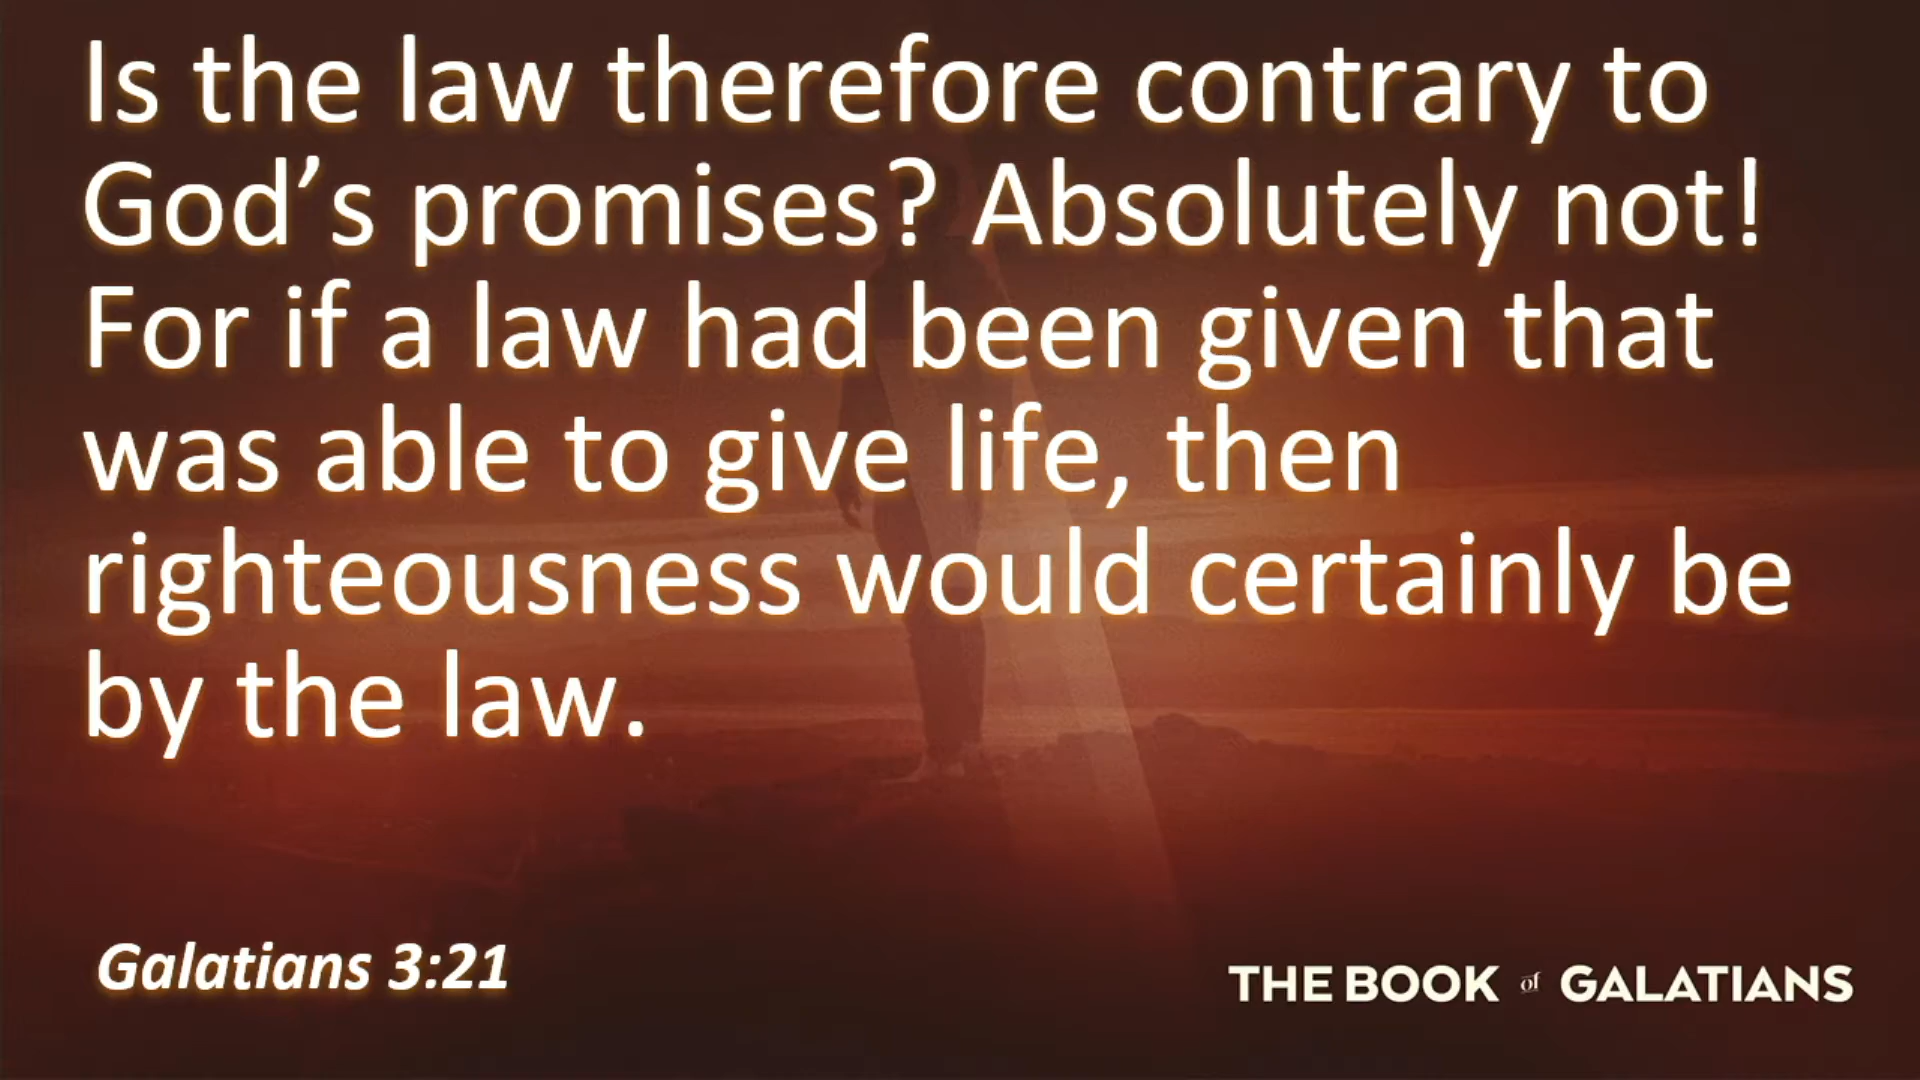 Is the law therefore contrary to
God’s promises? Absolutely not!
For if a law had been given that
was able to give life, then
righteousness would certainly be
by the law.
Galatians 3:21
THE BOOK of GALATIANS